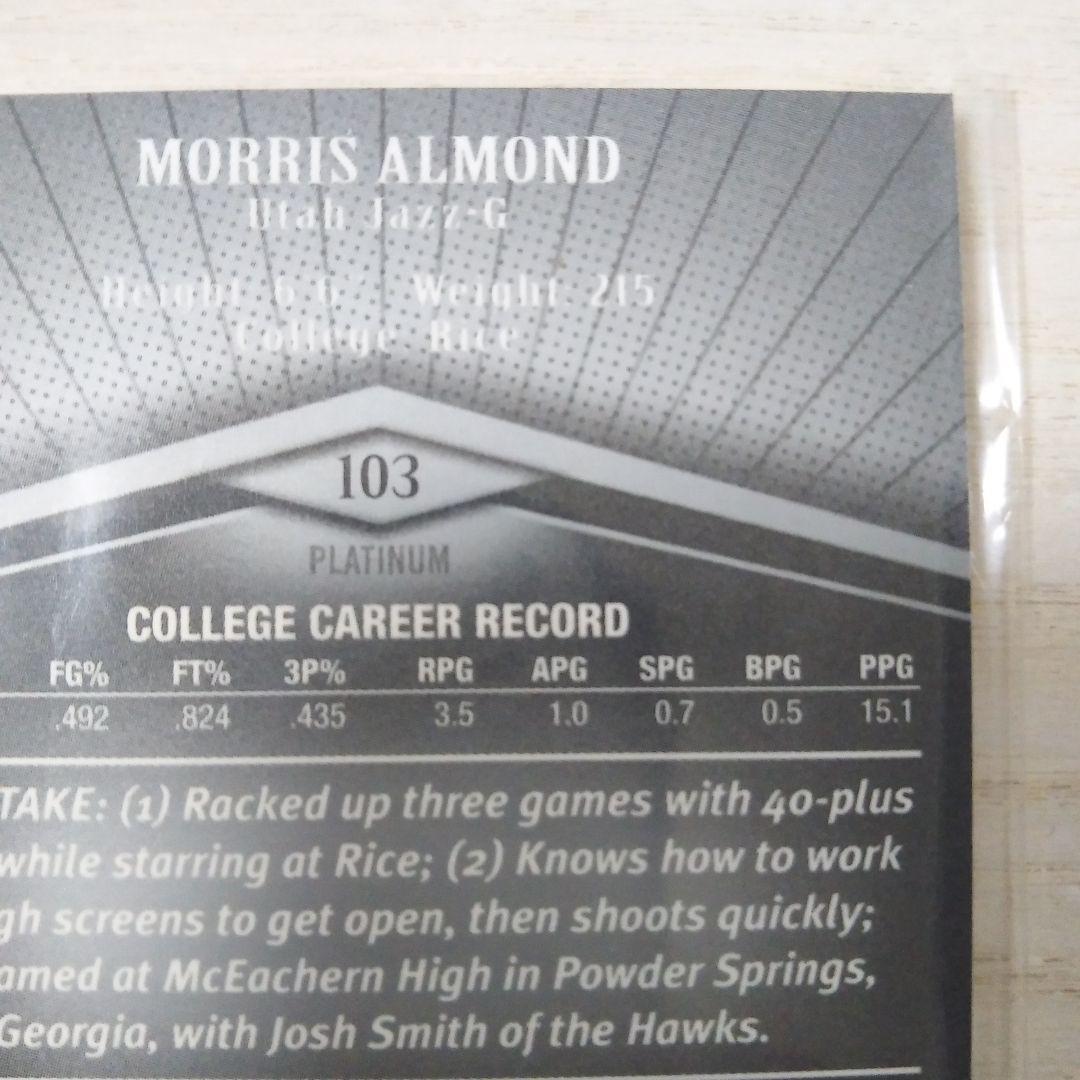 MORRIS ALMOND
Utah Jazz-G
Height: 6'6" Weight: 215
College: Rice
103
PLATINUM
COLLEGE CAREER RECORD
FG% FT% 3P% RPG APG SPG BPG PPG
.492 .824 .435 3.5 1.0 0.7 0.5 15.1
TAKE: (1) Racked up three games with 40-plus
while starring at Rice; (2) Knows how to work
gh screens to get open, then shoots quickly;
amed at McEachern High in Powder Springs,
Georgia, with Josh Smith of the Hawks.